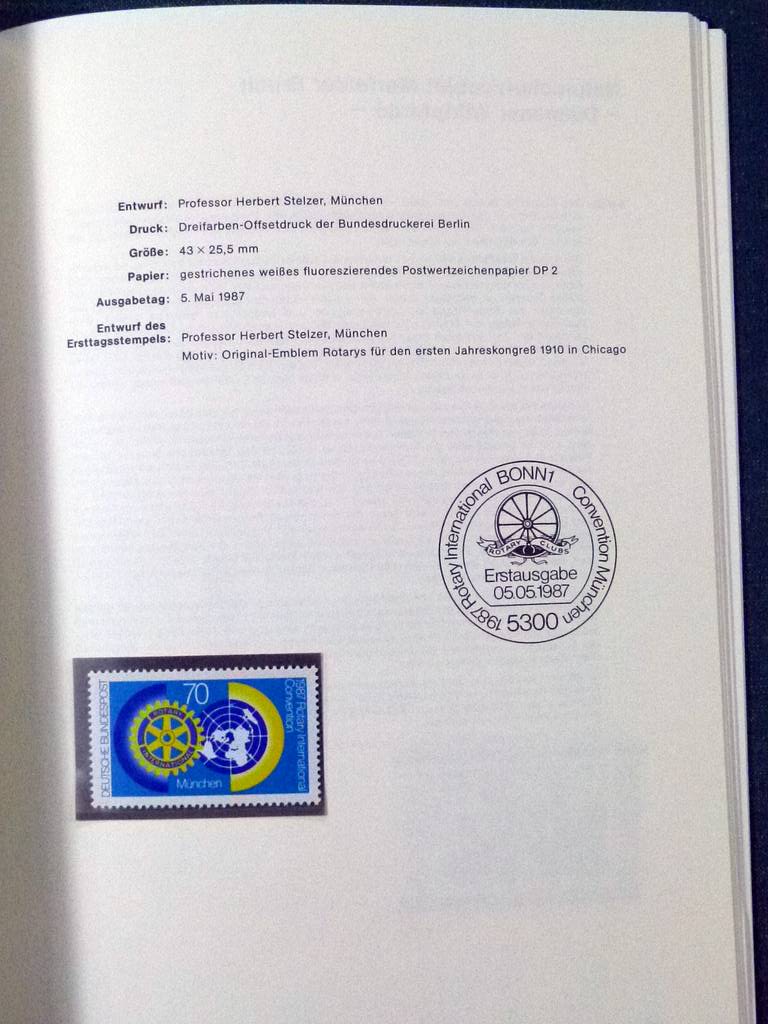 Entwurf: Professor Herbert Stelzer, München
Druck: Dreifarben-Offsetdruck der Bundesdruckerei Berlin
Größe: 43 × 25,5 mm
Papier: gestrichenes weißes fluoreszierendes Postwertzeichenpapier DP 2
Ausgabetag: 5. Mai 1987
Entwurf des
Ersttagsstempels: Professor Herbert Stelzer, München
Motiv: Original-Emblem Rotarys für den ersten Jahreskongreß 1910 in Chicago
1987 Rotary International Convention München
BONN1
ROTARY CLUBS
Erstausgabe
05.05.1987
5300
DEUTSCHE BUNDESPOST
70
1987 Rotary International
Convention
ROTARY
INTERNATIONAL
München